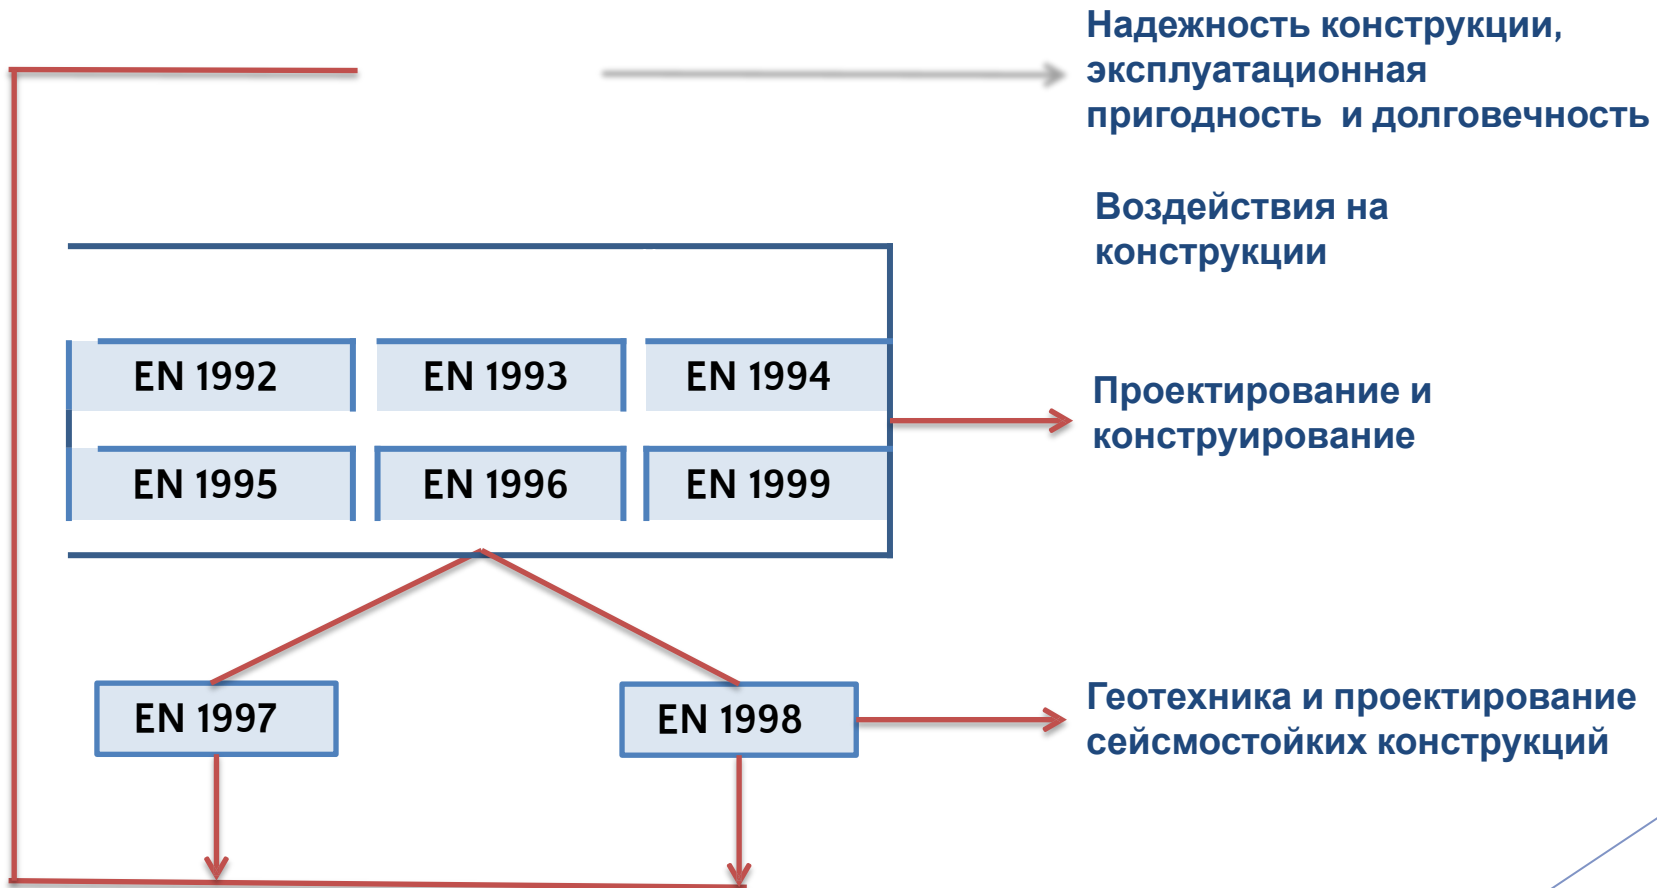 Надежность конструкции,
эксплуатационная
пригодность и долговечность
Воздействия на
конструкции
EN 1992
EN 1993
EN 1994
Проектирование и
конструирование
EN 1995
EN 1996
EN 1999
EN 1997
EN 1998
Геотехника и проектирование
сейсмостойких конструкций